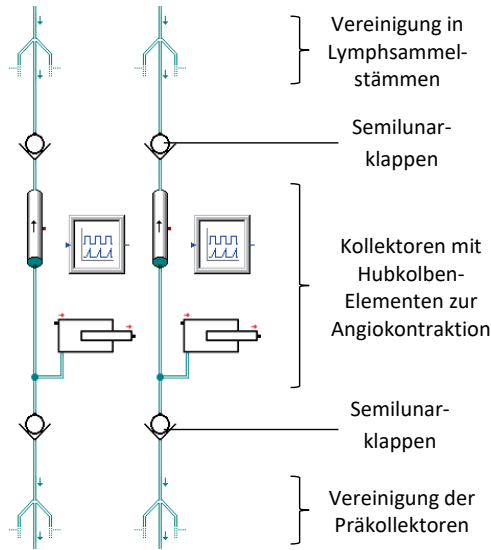 Vereinigung in
Lymphsammel-
stämmen
Semilunar-
klappen
Kollektoren mit
Hubkolben-
Elementen zur
Angiokontraktion
Semilunar-
klappen
Vereinigung der
Präkollektoren